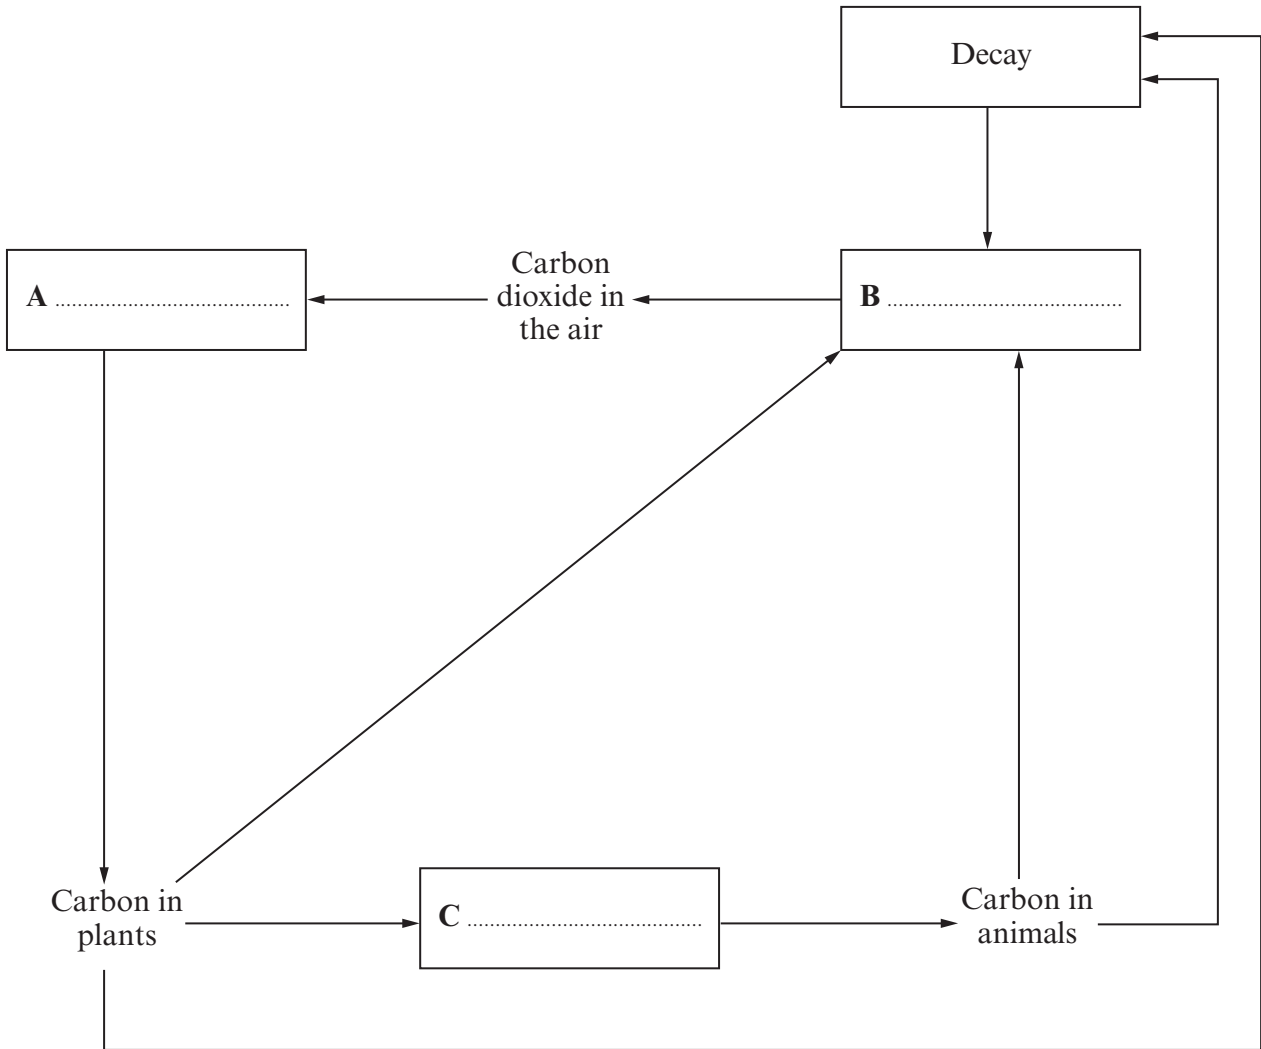 Decay
Carbon
dioxide in
the air
A ..........................................
B ..........................................
Carbon in
plants
C ..........................................
Carbon in
animals